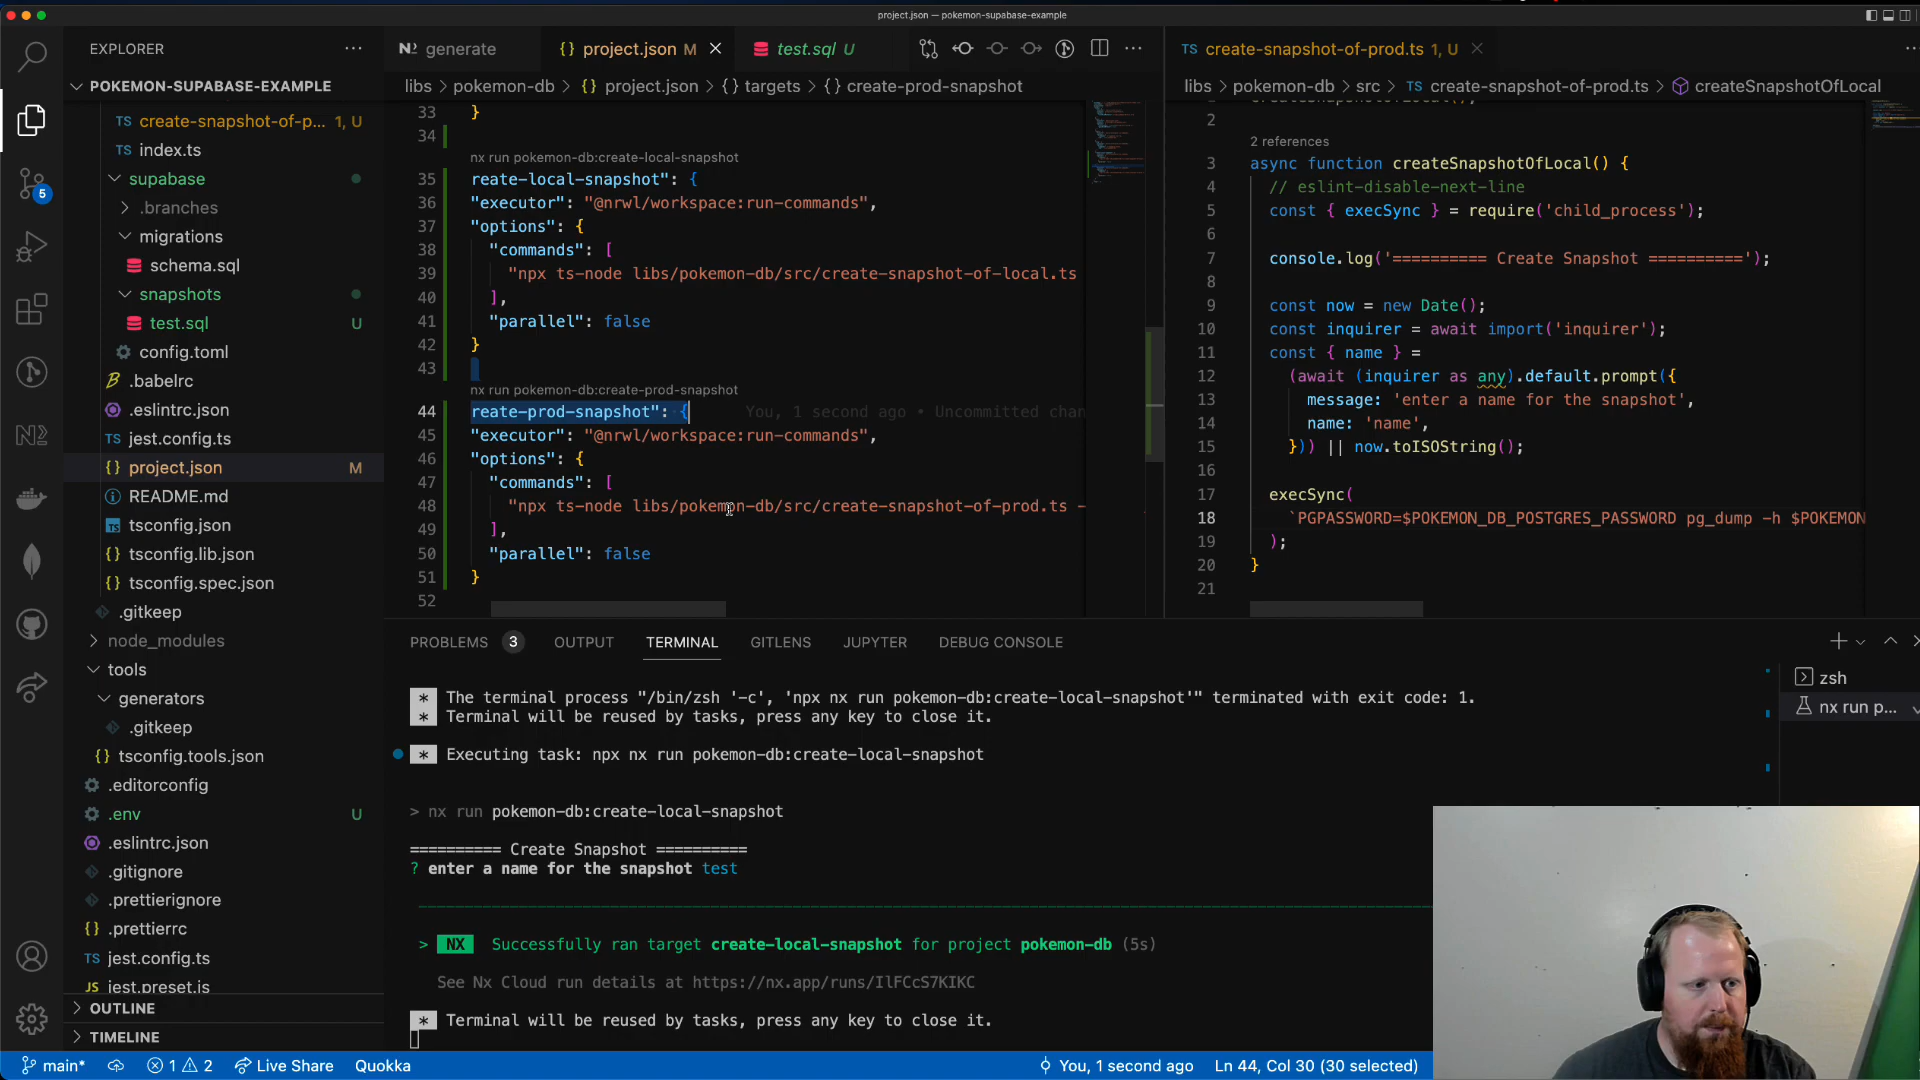 project.json — pokemon-supabase-example
EXPLORER
POKEMON-SUPABASE-EXAMPLE
TS create-snapshot-of-p... 1, U
TS index.ts
supabase
.branches
migrations
schema.sql
snapshots
test.sql U
config.toml
.babelrc
.eslintrc.json
TS jest.config.ts
{} project.json M
README.md
tsconfig.json
{} tsconfig.lib.json
{} tsconfig.spec.json
.gitkeep
node_modules
tools
generators
.gitkeep
{} tsconfig.tools.json
.editorconfig
.env U
.eslintrc.json
.gitignore
.prettierignore
{} .prettierrc
TS jest.config.ts
JS jest.preset.js
OUTLINE
TIMELINE
5
generate
{} project.json M
test.sql U
libs > pokemon-db > {} project.json > {} targets > {} create-prod-snapshot
33 }
34
nx run pokemon-db:create-local-snapshot
35 reate-local-snapshot": {
36 "executor": "@nrwl/workspace:run-commands",
37 "options": {
38 "commands": [
39 "npx ts-node libs/pokemon-db/src/create-snapshot-of-local.ts
40 ],
41 "parallel": false
42 }
43
nx run pokemon-db:create-prod-snapshot
44 reate-prod-snapshot": { You, 1 second ago • Uncommitted chan
45 "executor": "@nrwl/workspace:run-commands",
46 "options": {
47 "commands": [
48 "npx ts-node libs/pokemon-db/src/create-snapshot-of-prod.ts -
49 ],
50 "parallel": false
51 }
52
TS create-snapshot-of-prod.ts 1, U
libs > pokemon-db > src > TS create-snapshot-of-prod.ts > createSnapshotOfLocal
2
2 references
3 async function createSnapshotOfLocal() {
4 // eslint-disable-next-line
5 const { execSync } = require('child_process');
6
7 console.log('========== Create Snapshot ==========');
8
9 const now = new Date();
10 const inquirer = await import('inquirer');
11 const { name } =
12 (await (inquirer as any).default.prompt({
13 message: 'enter a name for the snapshot',
14 name: 'name',
15 })) || now.toISOString();
16
17 execSync(
18 `PGPASSWORD=$POKEMON_DB_POSTGRES_PASSWORD pg_dump -h $POKEMON
19 );
20 }
21
PROBLEMS 3 OUTPUT TERMINAL GITLENS JUPYTER DEBUG CONSOLE
* The terminal process "/bin/zsh '-c', 'npx nx run pokemon-db:create-local-snapshot'" terminated with exit code: 1.
* Terminal will be reused by tasks, press any key to close it.
* Executing task: npx nx run pokemon-db:create-local-snapshot
> nx run pokemon-db:create-local-snapshot
========== Create Snapshot ==========
? enter a name for the snapshot test
> NX Successfully ran target create-local-snapshot for project pokemon-db (5s)
See Nx Cloud run details at https://nx.app/runs/IlFCcS7KIKC
* Terminal will be reused by tasks, press any key to close it.
zsh
nx run p...
main* 1 2 Live Share Quokka You, 1 second ago Ln 44, Col 30 (30 selected)